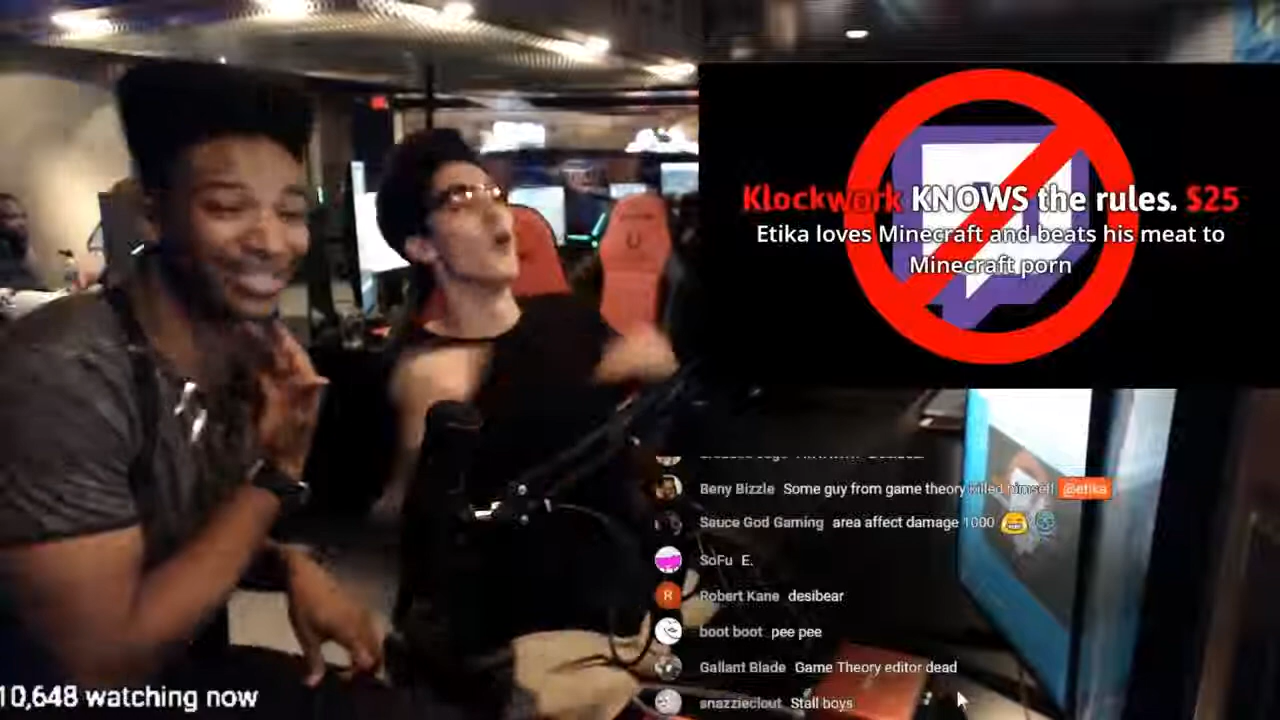 Klockwork KNOWS the rules. $25
Etika loves Minecraft and beats his meat to
Minecraft porn
Beny Bizzle Some guy from game theory killed himself @etika
Sauce God Gaming area affect damage 1000
SoFu E.
R Robert Kane desibear
boot boot pee pee
Gallant Blade Game Theory editor dead
snazzieclout Stall boys
10,648 watching now